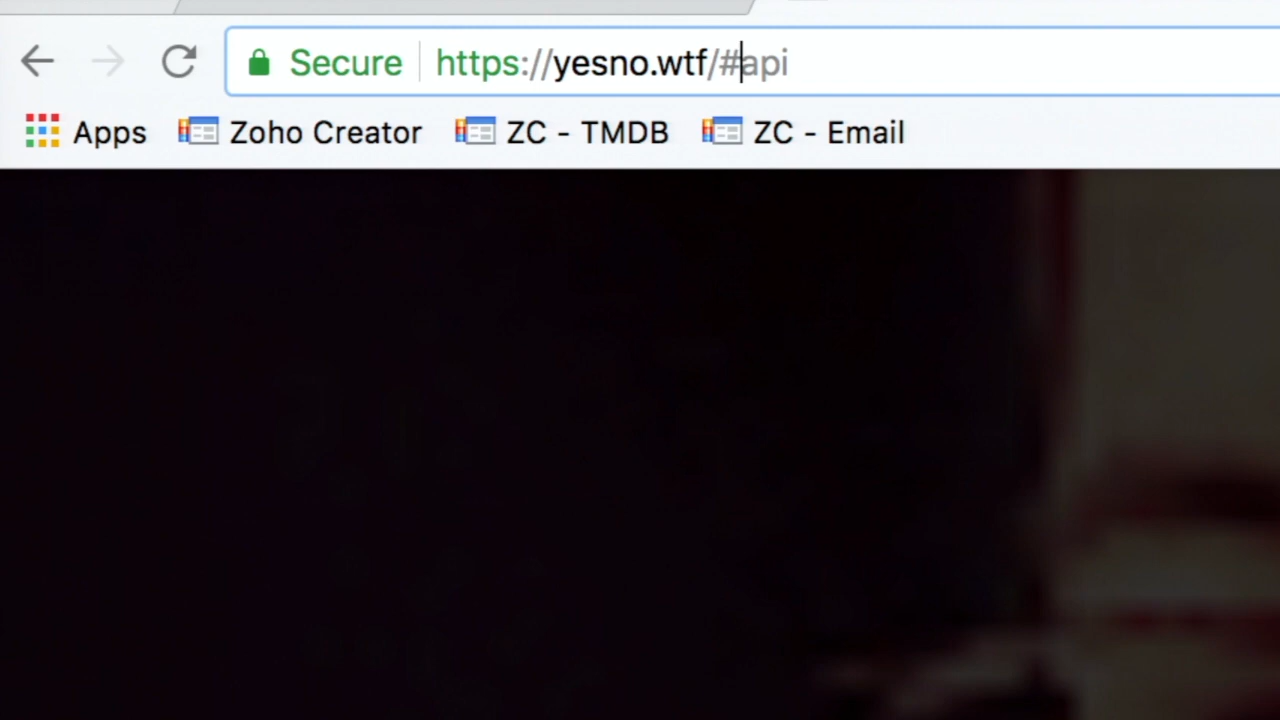 Secure https://yesno.wtf/#api
Apps Zoho Creator ZC - TMDB ZC - Email